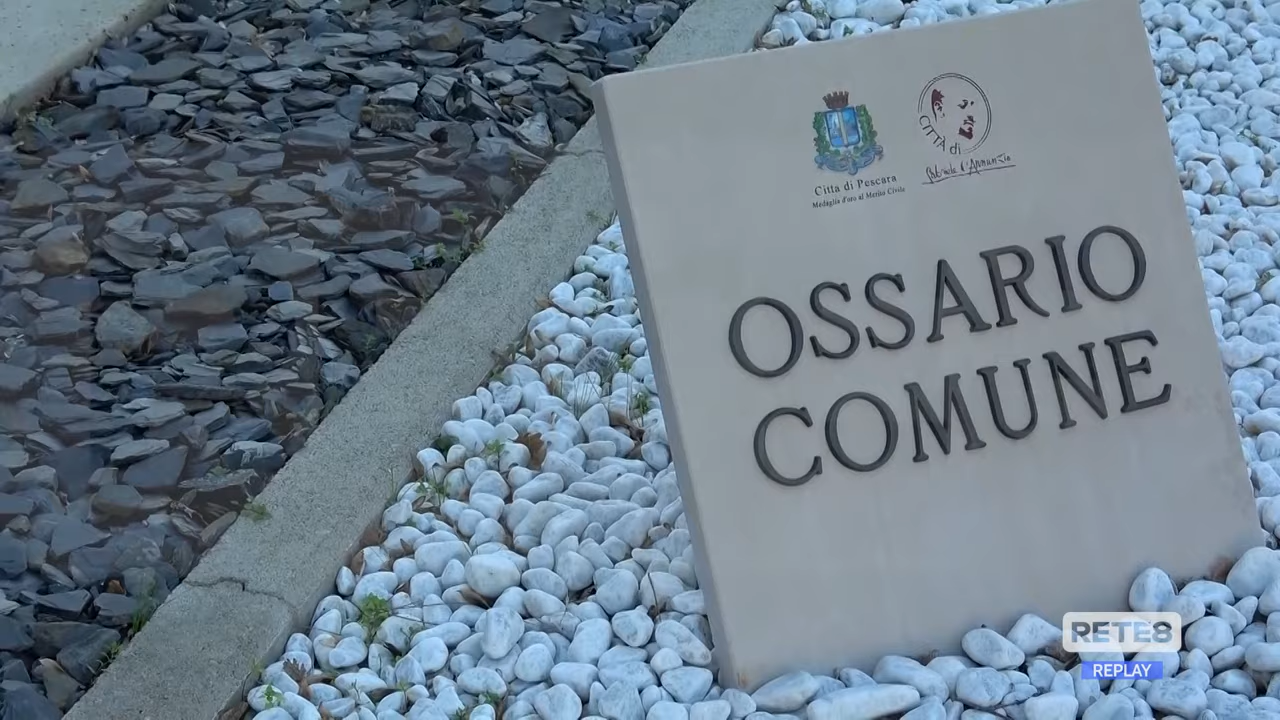 CITTÀ di
Gabriele d'Annunzio
Città di Pescara
Medaglia d'oro al Merito Civile
OSSARIO
COMUNE
RETE8
REPLAY